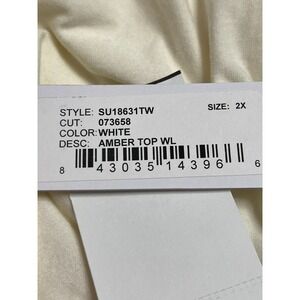 STYLE: SU18631TW SIZE: 2X
CUT: 073658
COLOR: WHITE
DESC: AMBER TOP WL
8 43035 14396 6